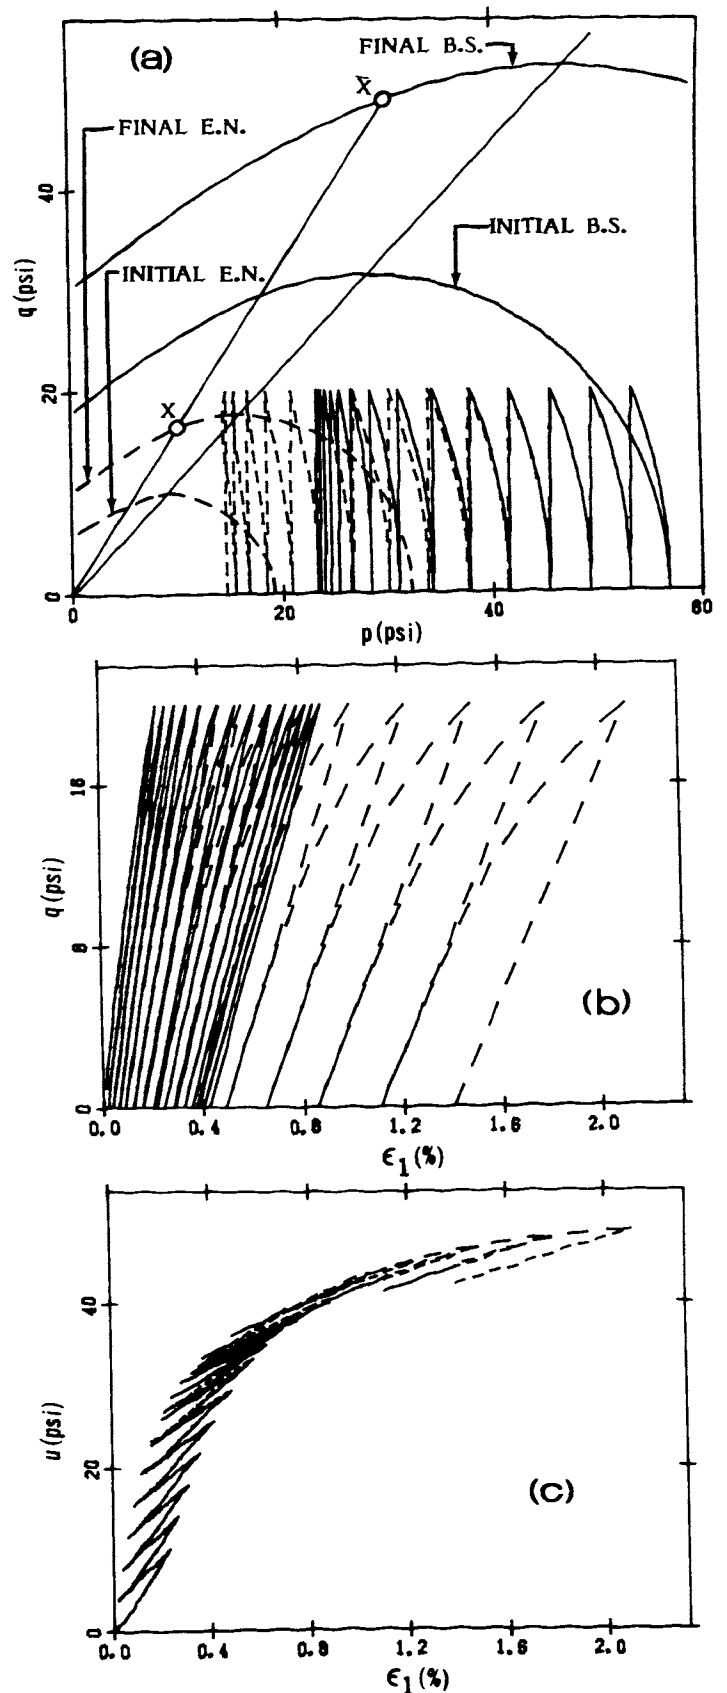 (a)
FINAL B.S.
X̄
FINAL E.N.
40
INITIAL B.S.
INITIAL E.N.
q (psi)
20
X
0
0
20
40
60
p (psi)
16
q (psi)
8
(b)
0
0.0
0.4
0.8
1.2
1.6
2.0
ϵ1 (%)
40
u (psi)
20
(c)
0
0.0
0.4
0.8
1.2
1.6
2.0
ϵ1 (%)